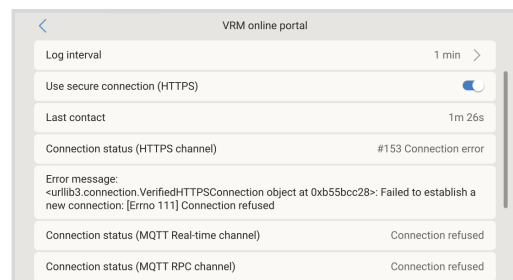 VRM online portal
Log interval 1 min
Use secure connection (HTTPS)
Last contact 1m 26s
Connection status (HTTPS channel) #153 Connection error
Error message:
<urllib3.connection.VerifiedHTTPSConnection object at 0xb55bcc28>: Failed to establish a
new connection: [Errno 111] Connection refused
Connection status (MQTT Real-time channel) Connection refused
Connection status (MQTT RPC channel) Connection refused